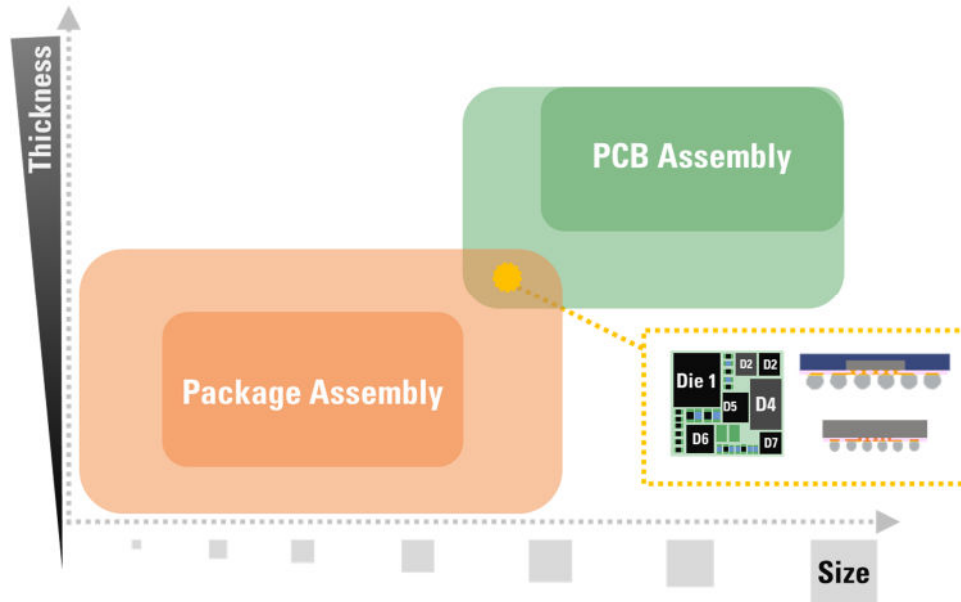 Thickness
PCB Assembly
Package Assembly
Die 1
D2
D2
D5
D4
D6
D7
Size